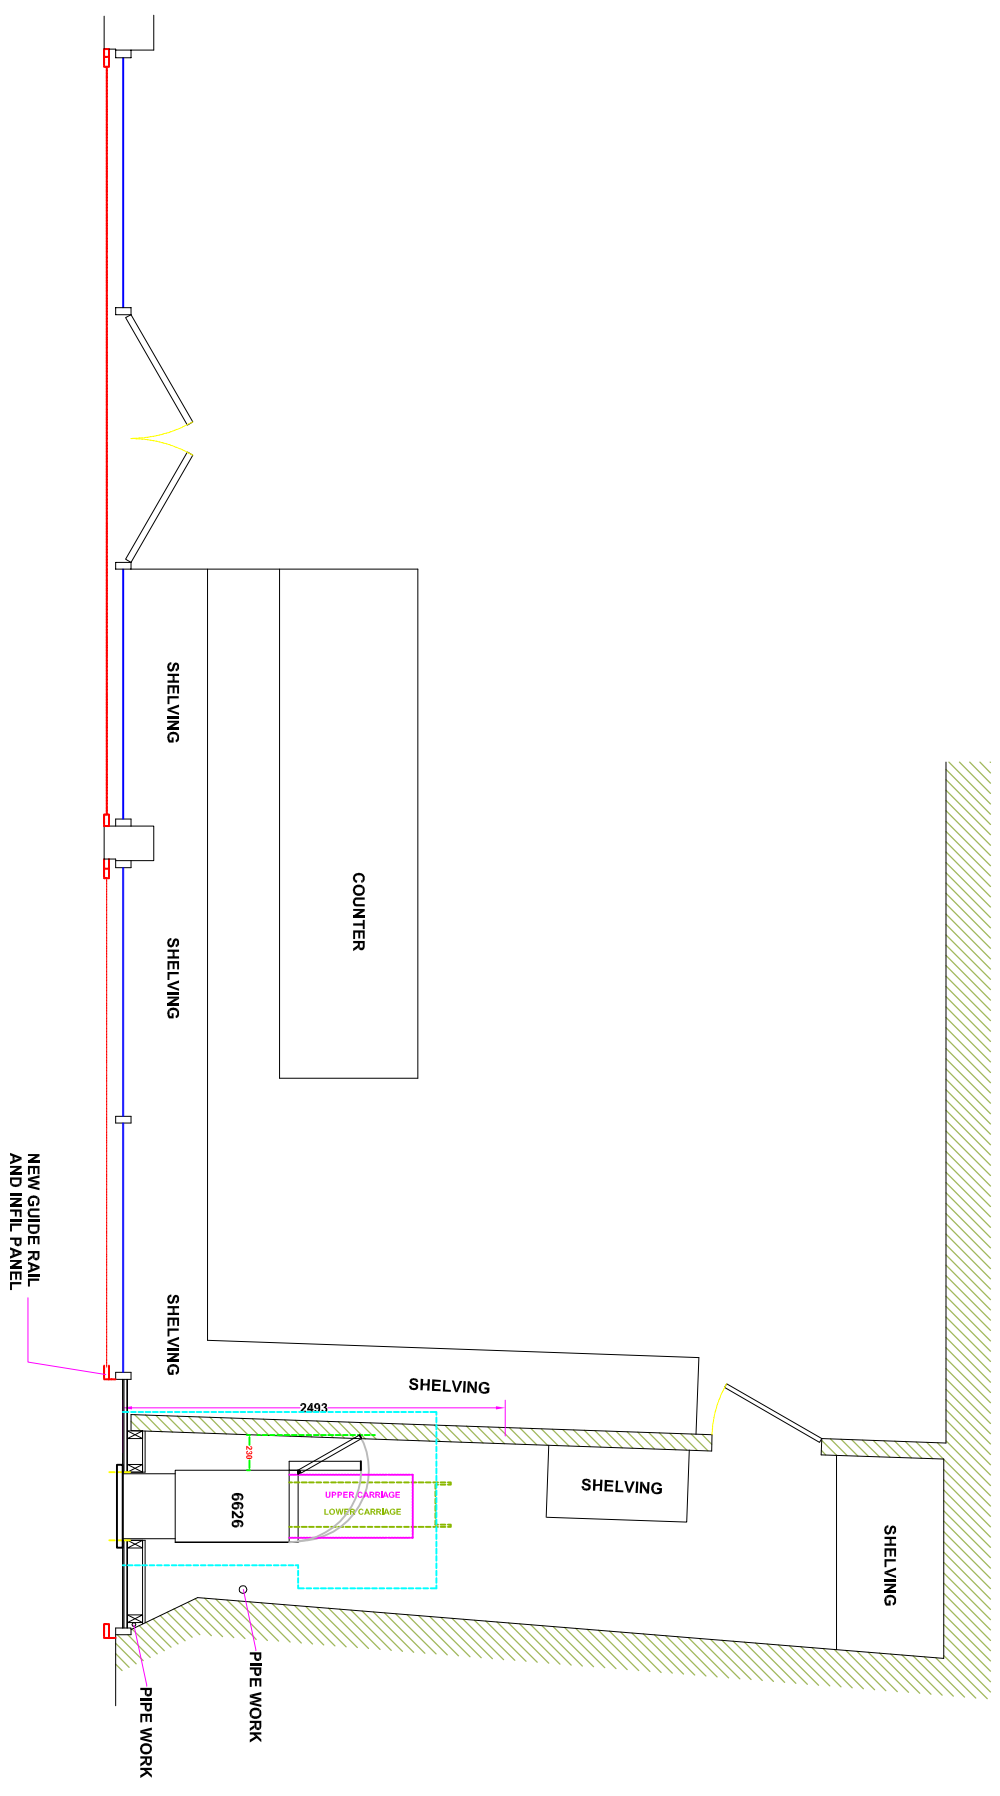 SHELVING
COUNTER
SHELVING
NEW GUIDE RAIL
AND INFIL PANEL
SHELVING
SHELVING
2493
230
6626
UPPER CARRIAGE
LOWER CARRIAGE
SHELVING
SHELVING
PIPE WORK
PIPE WORK